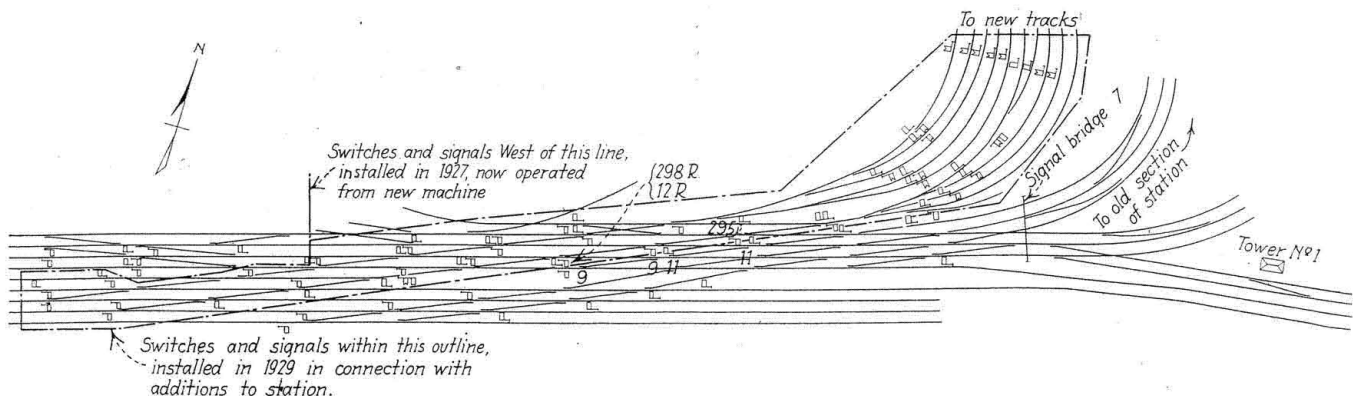 To new tracks
N
Switches and signals West of this line,
installed in 1927, now operated
from new machine
298 R
12 R
Signal bridge 7
To old section
of station
Tower № 1
295
9
9
11
11
Switches and signals within this outline,
installed in 1929 in connection with
additions to station.